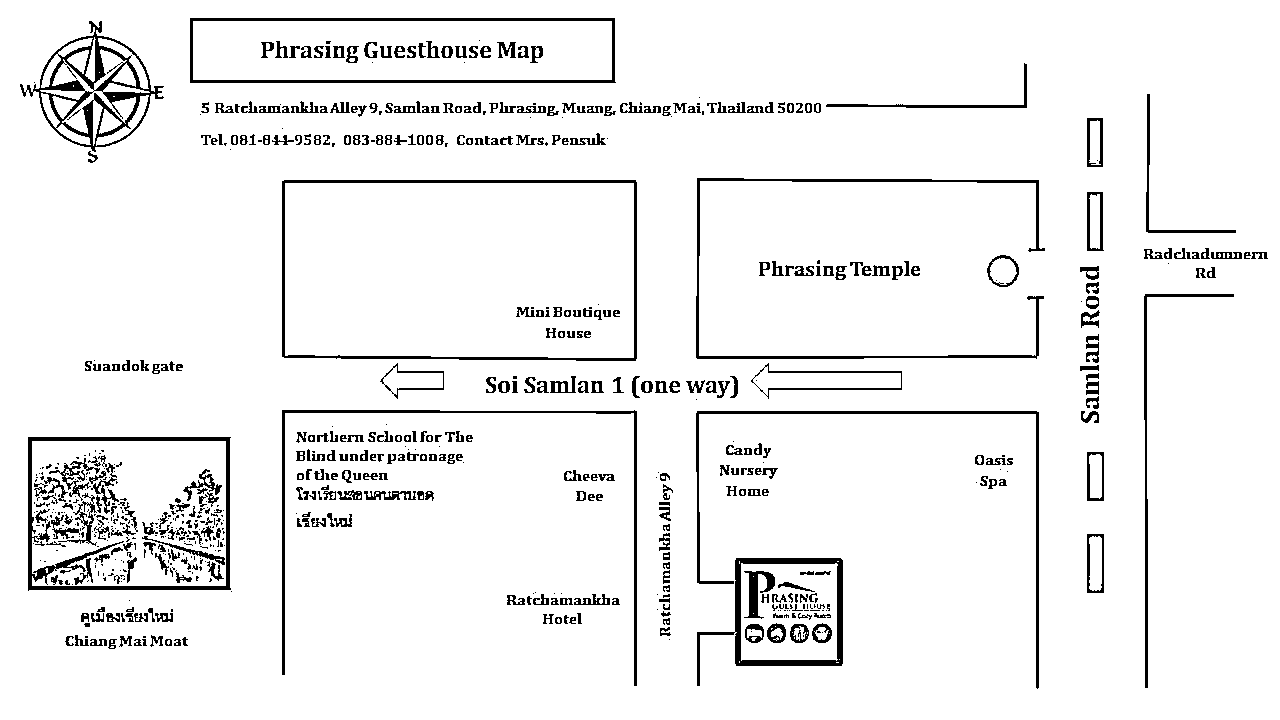 N
W E
S
Phrasing Guesthouse Map
5 Ratchamankha Alley 9, Samlan Road, Phrasing, Muang, Chiang Mai, Thailand 50200
Tel. 081-844-9582, 083-884-1008, Contact Mrs. Pensuk
Mini Boutique
House
Phrasing Temple
Samlan Road
Radchadumnern
Rd
Suandok gate
Soi Samlan 1 (one way)
Northern School for The
Blind under patronage
of the Queen
โรงเรียนสอนคนตาบอด
เชียงใหม่
Cheeva
Dee
Ratchamankha
Hotel
Ratchamankha Alley 9
Candy
Nursery
Home
Oasis
Spa
PHRASING
GUEST HOUSE
คูเมืองเชียงใหม่
Chiang Mai Moat